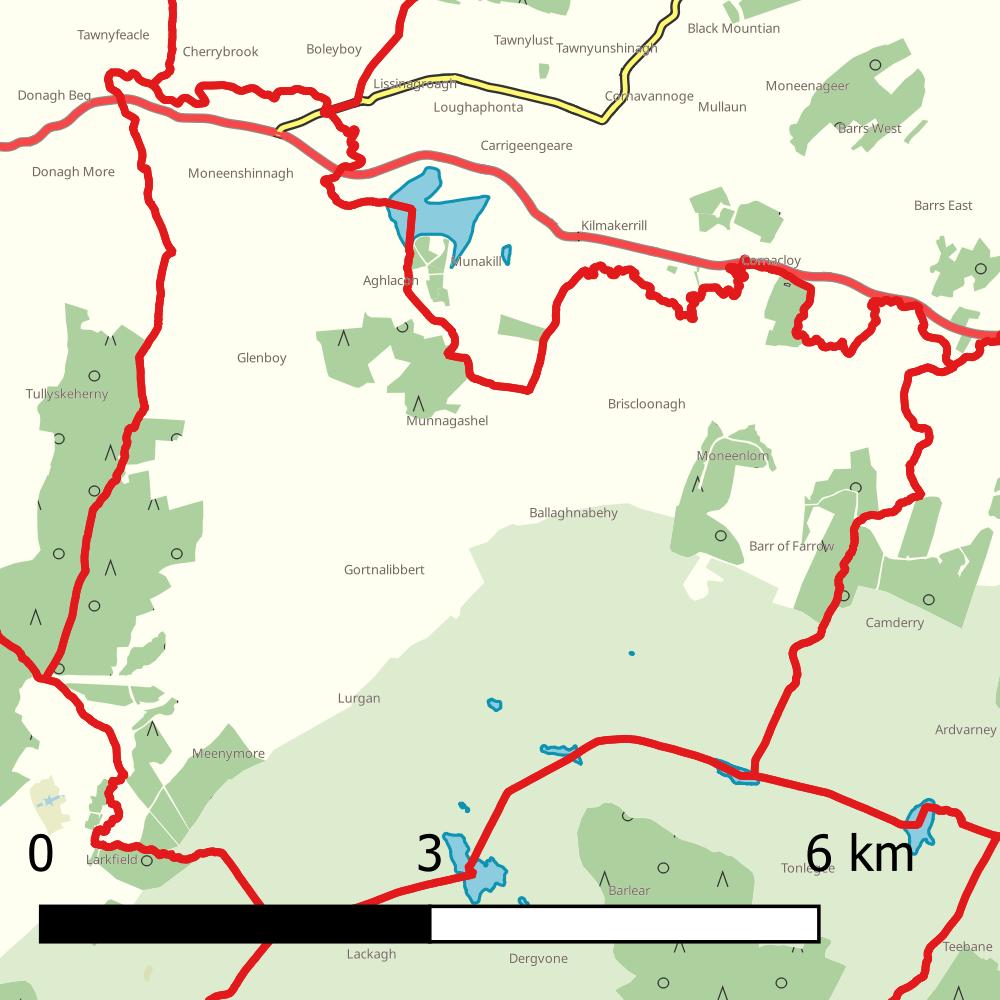 Black Mountain
Tawnyfeacle
Tawnylust
Tawnyunshinagh
Boleyboy
Cherrybrook
Lissinagroagh
Moneenageer
Donagh Beg
Cornavannoge
Loughaphonta
Mullaun
Barrs West
Carrigeengeare
Donagh More
Moneenshinnagh
Barrs East
Kilmakerrill
Munakill
Cornacloy
Aghlacon
Glenboy
Tullyskeherny
Briscloonagh
Munnagashel
Moneenlom
Ballaghnabehy
Barr of Farrow
Gortnalibbert
Camderry
Lurgan
Ardvarney
Meenymore
0 3 6 km
Larkfield
Tonlegee
Barlear
Teebane
Lackagh
Dergvone